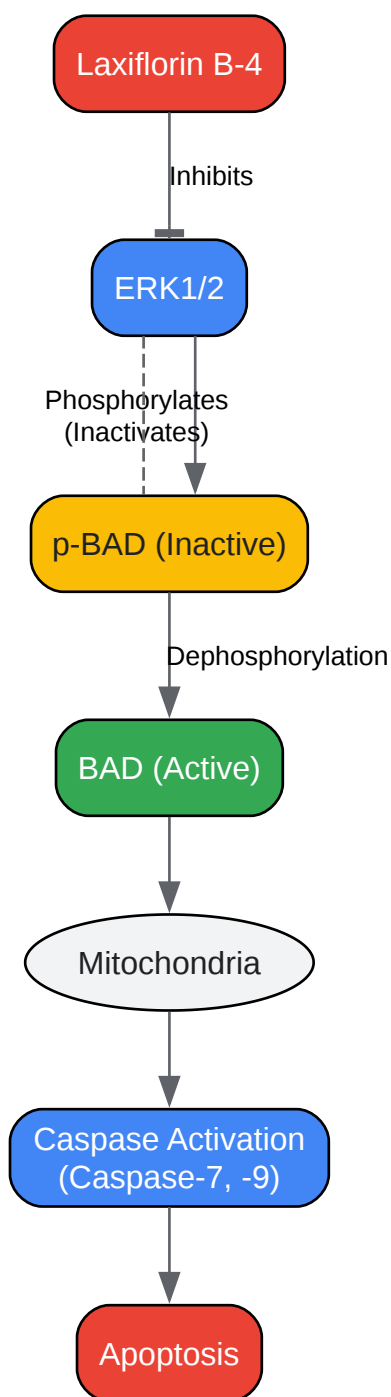 Laxiflorin B-4
Inhibits
ERK1/2
Phosphorylates
(Inactivates)
p-BAD (Inactive)
Dephosphorylation
BAD (Active)
Mitochondria
Caspase Activation
(Caspase-7, -9)
Apoptosis